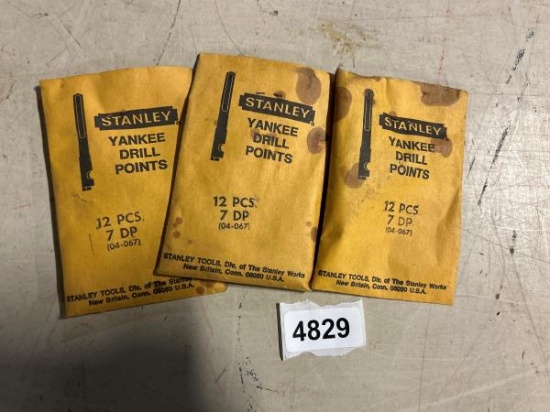 STANLEY
YANKEE
DRILL
POINTS
12 PCS.
7 DP
(04-067)
STANLEY TOOLS, Div. of The Stanley Works
New Britain, Conn. 06050 U.S.A.
STANLEY
YANKEE
DRILL
POINTS
12 PCS.
7 DP
(04-067)
STANLEY TOOLS, Div. of The Stanley Works
New Britain, Conn. 06050 U.S.A.
STANLEY
YANKEE
DRILL
POINTS
12 PCS.
7 DP
(04-067)
STANLEY TOOLS, Div. of The Stanley Works
New Britain, Conn. 06050 U.S.A.
4829